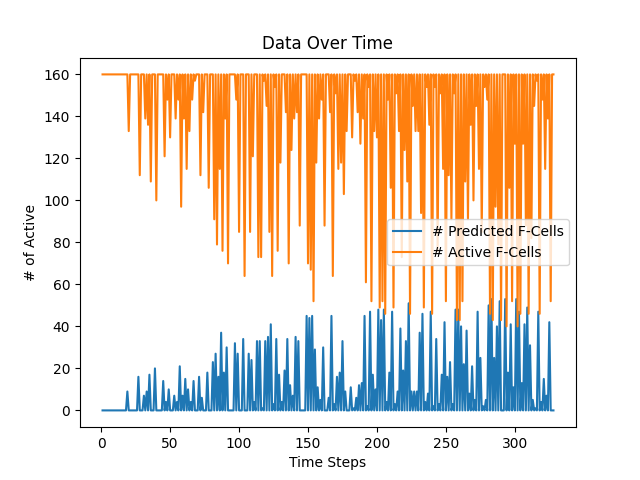 Data Over Time
# of Active
160
140
120
100
80
60
40
20
0
# Predicted F-Cells
# Active F-Cells
0 50 100 150 200 250 300
Time Steps